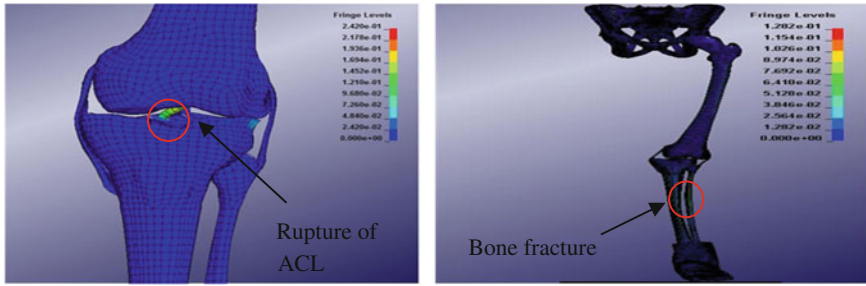 Fringe Levels
2.420e-01
2.178e-01
1.936e-01
1.694e-01
1.452e-01
1.210e-01
9.680e-02
7.260e-02
4.840e-02
2.420e-02
0.000e+00
Rupture of
ACL
Fringe Levels
1.282e-01
1.154e-01
1.026e-01
8.974e-02
7.692e-02
6.410e-02
5.128e-02
3.846e-02
2.564e-02
1.282e-02
0.000e+00
Bone fracture